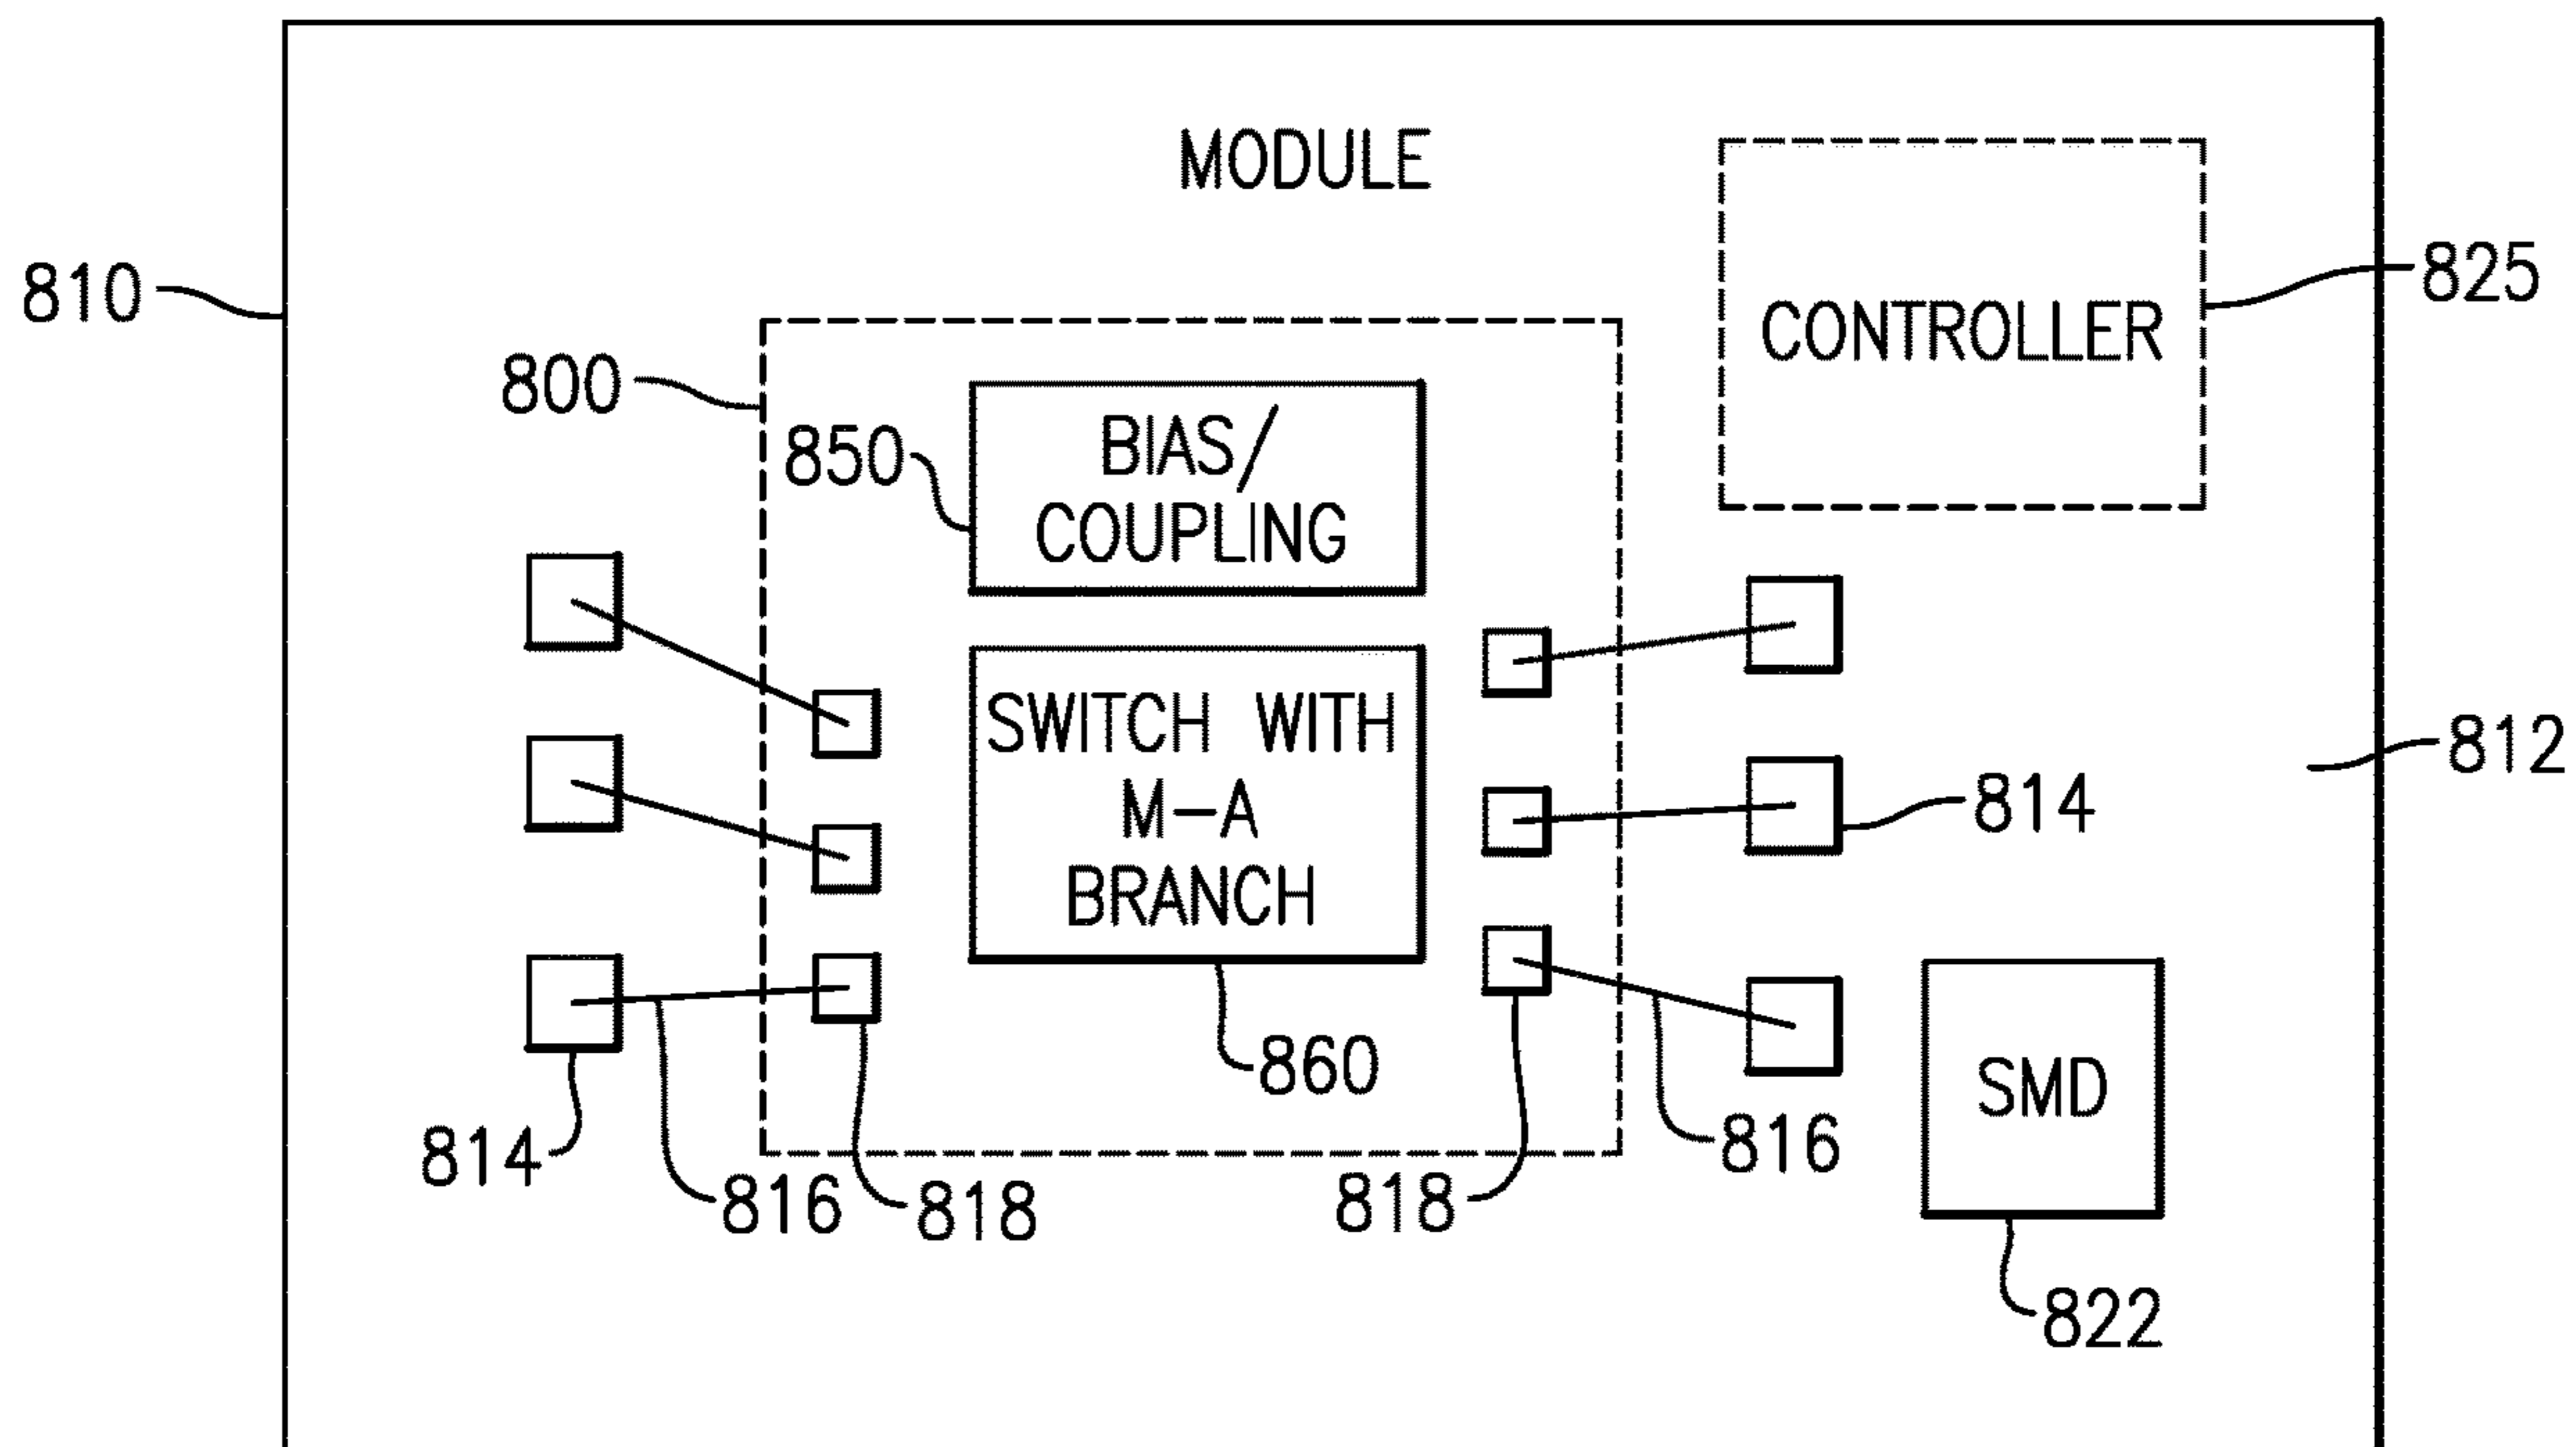 MODULE
810
825
CONTROLLER
800
850
BIAS/
COUPLING
812
SWITCH WITH
M-A
BRANCH
814
860
SMD
814
816
818
818
816
822